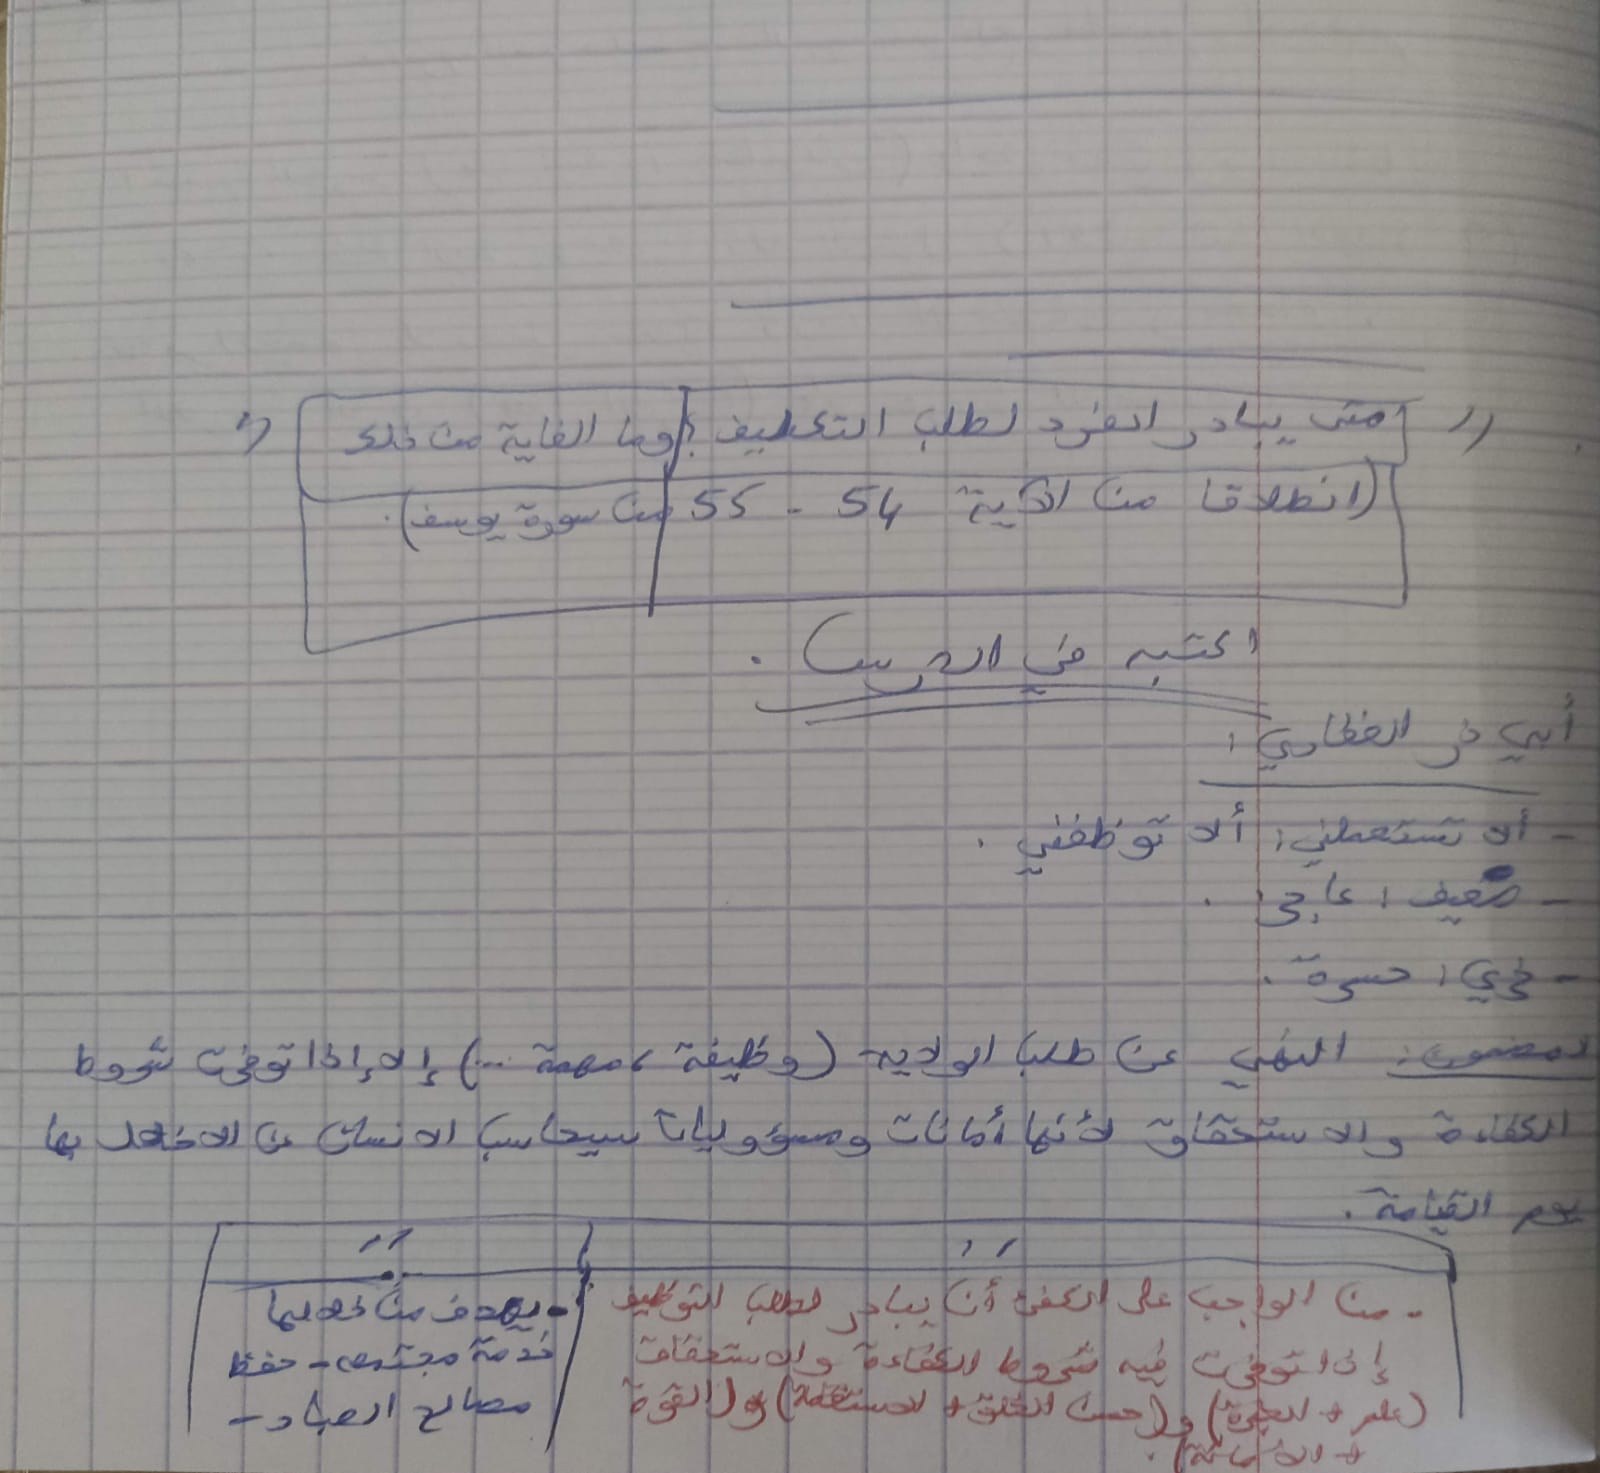 // متى يبادر الفرد لطلب التكليف؟ وما الغاية من ذلك //
(انطلاقا من الآية 54 - 55 من سورة يوسف).
اكتبه في الدرس.
أبي ذر الغفاري:
- ألا تستعملني: ألا توظفني.
- ضعيف: عاجز.
- خزي: حسرة.
المضمون: النهي عن طلب الولاية (وظيفة، مهمة ...) إلا إذا توفرت شروط
الكفاءة والاستحقاق لأنها أمانات ومسؤوليات سيحاسب الانسان عن الاخلال بها
يوم القيامة.
// //
- من الواجب على الكفئ أن يبادر لطلب التوظيف
إذا توفرت فيه شروط الكفاءة والاستحقاق
(علم + الخبرة) و(حسن الخلق + الاستقامة) و(القوة
+ الأمانة).
- يهدف من خلالها
خدمة مجتمعه - حفظ
مصالح العباد -